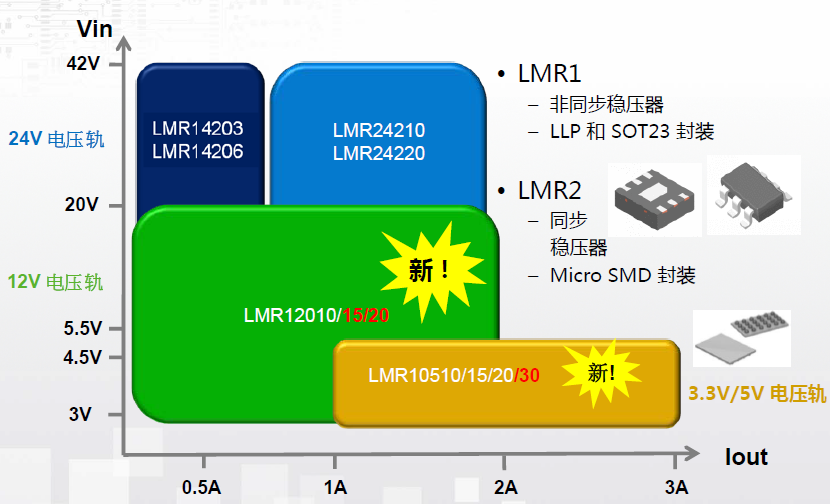 Vin
42V
24V 电压轨
20V
12V 电压轨
5.5V
4.5V
3V
LMR14203
LMR14206
LMR24210
LMR24220
新！
LMR12010/15/20
LMR10510/15/20/30
新!
• LMR1
– 非同步稳压器
– LLP 和 SOT23 封装
• LMR2
– 同步
稳压器
– Micro SMD 封装
3.3V/5V 电压轨
Iout
0.5A
1A
2A
3A